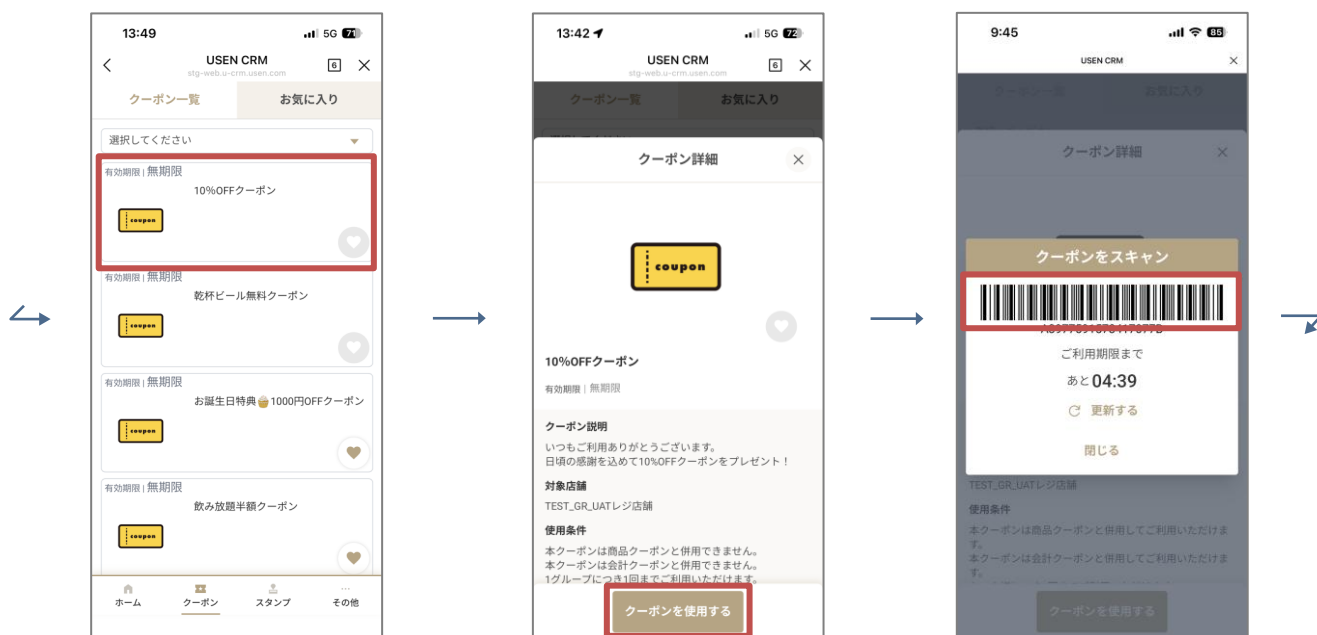 13:49
5G 71
USEN CRM
stg-web.u-crm.usen.com
6
クーポン一覧
お気に入り
選択してください
有効期限 | 無期限
10%OFFクーポン
coupon
有効期限 | 無期限
乾杯ビール無料クーポン
coupon
有効期限 | 無期限
お誕生日特典🧁1000円OFFクーポン
coupon
有効期限 | 無期限
飲み放題半額クーポン
coupon
ホーム
クーポン
スタンプ
その他
13:42
5G 72
USEN CRM
stg-web.u-crm.usen.com
6
クーポン一覧
お気に入り
選択してください
クーポン詳細
coupon
10%OFFクーポン
有効期限 | 無期限
クーポン説明
いつもご利用ありがとうございます。
日頃の感謝を込めて10%OFFクーポンをプレゼント！
対象店舗
TEST_GR_UATレジ店舗
使用条件
本クーポンは商品クーポンと併用できません。
本クーポンは会計クーポンと併用できません。
1グループにつき1回までご利用いただけます。
クーポンを使用する
9:45
85
USEN CRM
クーポン一覧
お気に入り
クーポン詳細
クーポンをスキャン
ご利用期限まで
あと04:39
更新する
閉じる
TEST_GR_UATレジ店舗
使用条件
本クーポンは商品クーポンと併用してご利用いただけま
す。
本クーポンは会計クーポンと併用してご利用いただけま
す。
クーポンを使用する